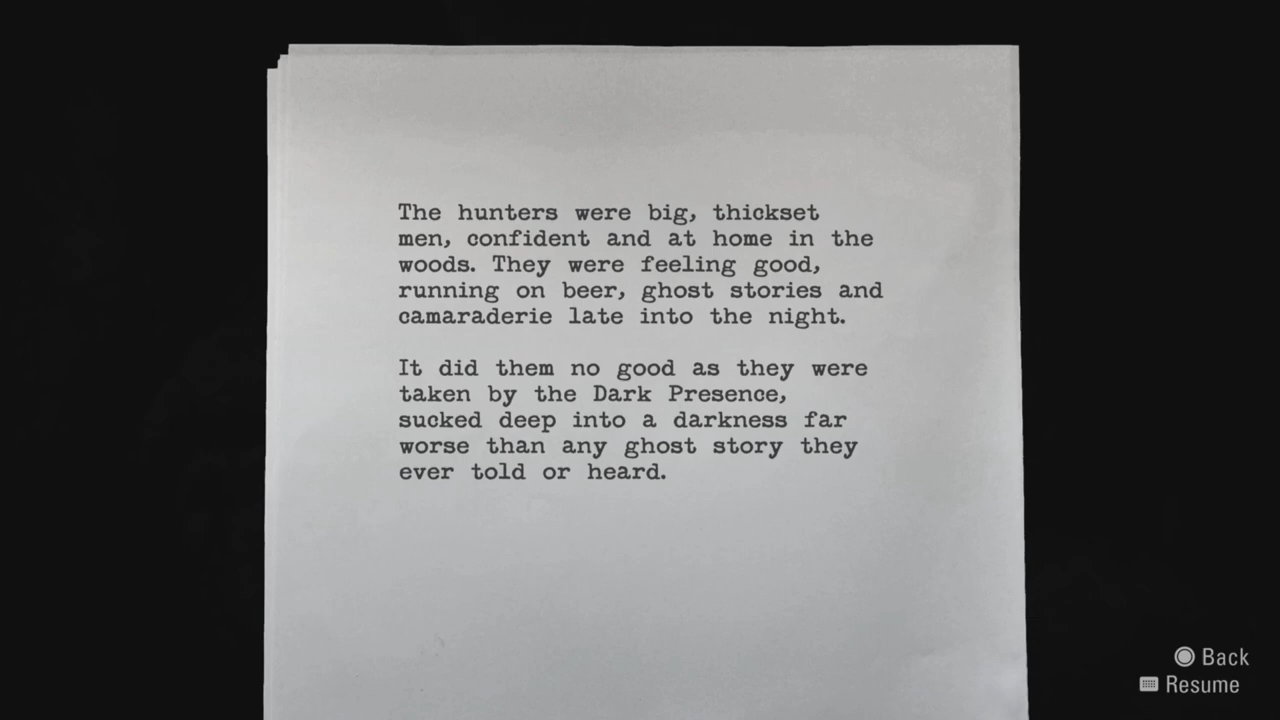 The hunters were big, thickset
men, confident and at home in the
woods. They were feeling good,
running on beer, ghost stories and
camaraderie late into the night.
It did them no good as they were
taken by the Dark Presence,
sucked deep into a darkness far
worse than any ghost story they
ever told or heard.
Back
Resume